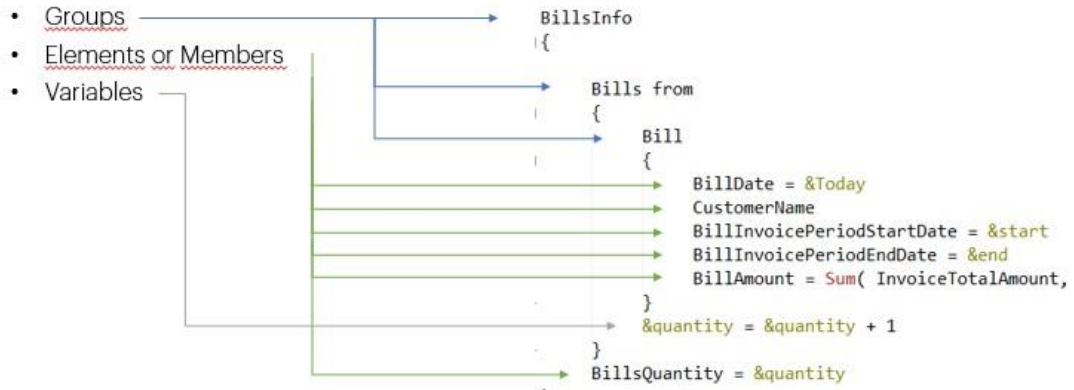 • Groups
• Elements or Members
• Variables
BillsInfo
{
Bills from
{
Bill
{
BillDate = &Today
CustomerName
BillInvoicePeriodStartDate = &start
BillInvoicePeriodEndDate = &end
BillAmount = Sum( InvoiceTotalAmount,
}
&quantity = &quantity + 1
}
BillsQuantity = &quantity